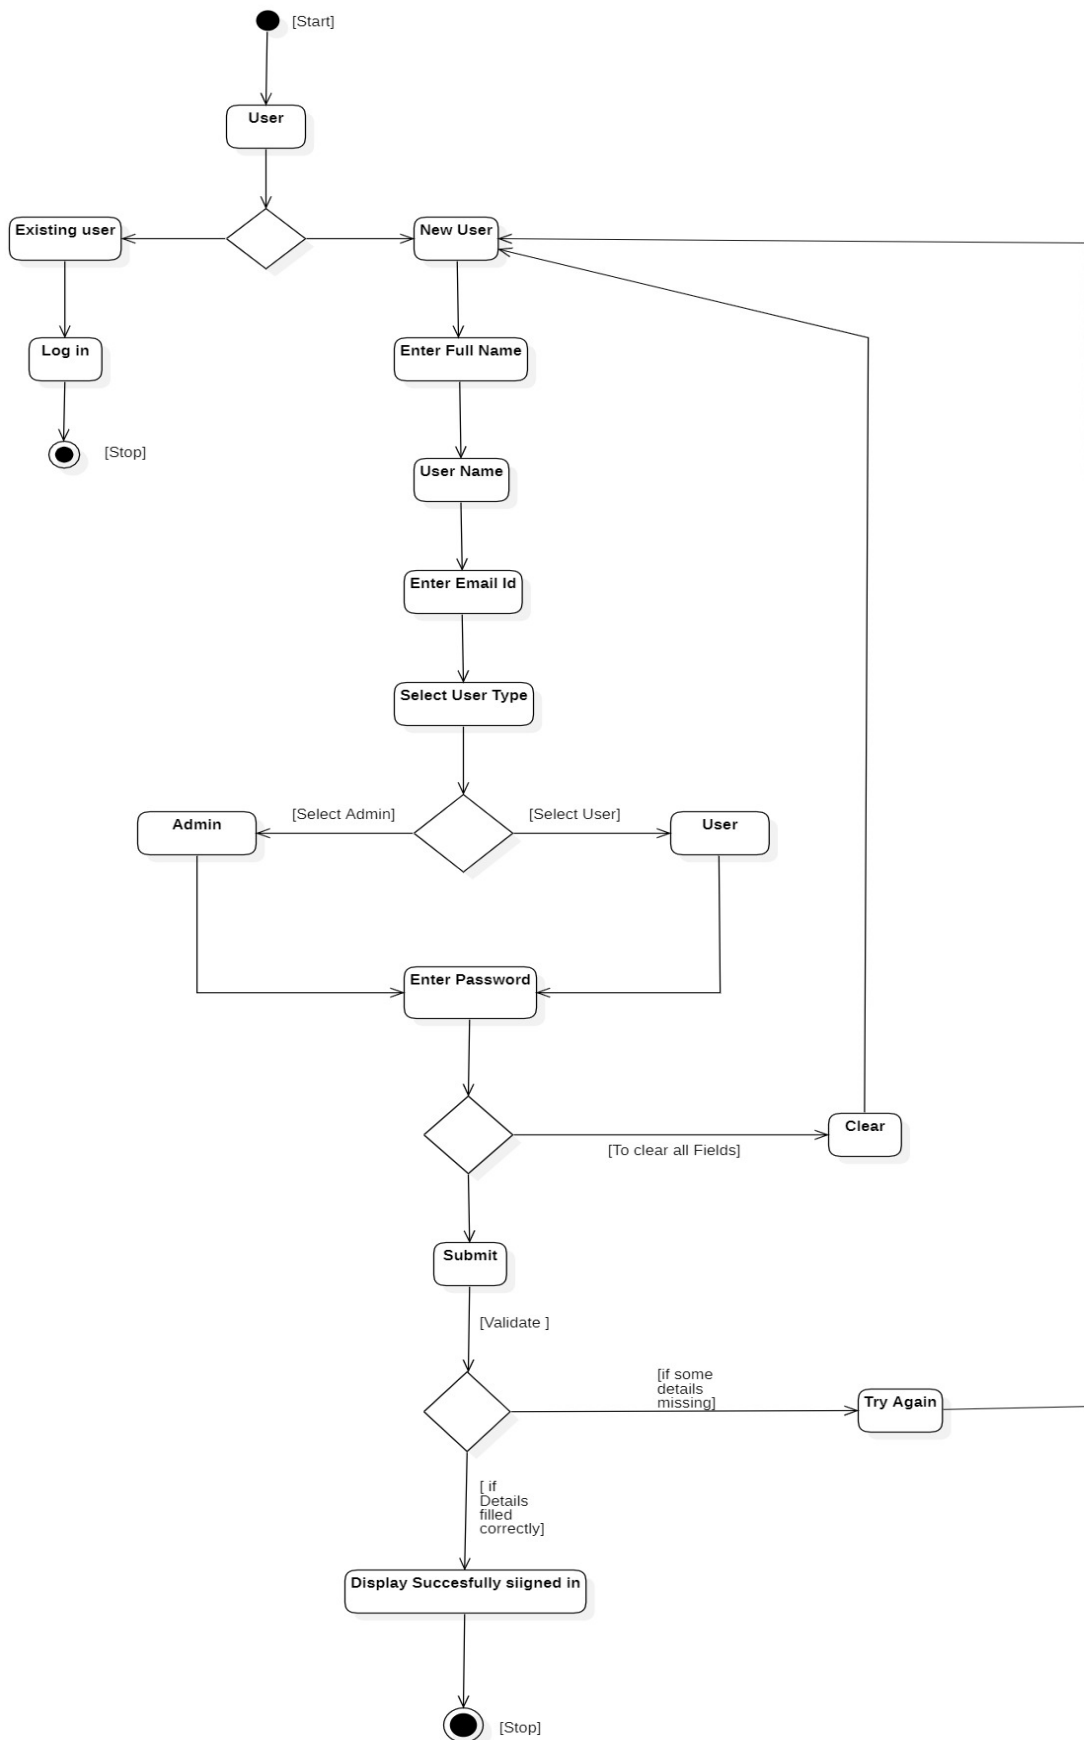 [Start]
User
Existing user
New User
Log in
Enter Full Name
[Stop]
User Name
Enter Email Id
Select User Type
[Select Admin]
[Select User]
Admin
User
Enter Password
Clear
[To clear all Fields]
Submit
[Validate ]
[if some
details
missing]
Try Again
[ if
Details
filled
correctly]
Display Succesfully siigned in
[Stop]